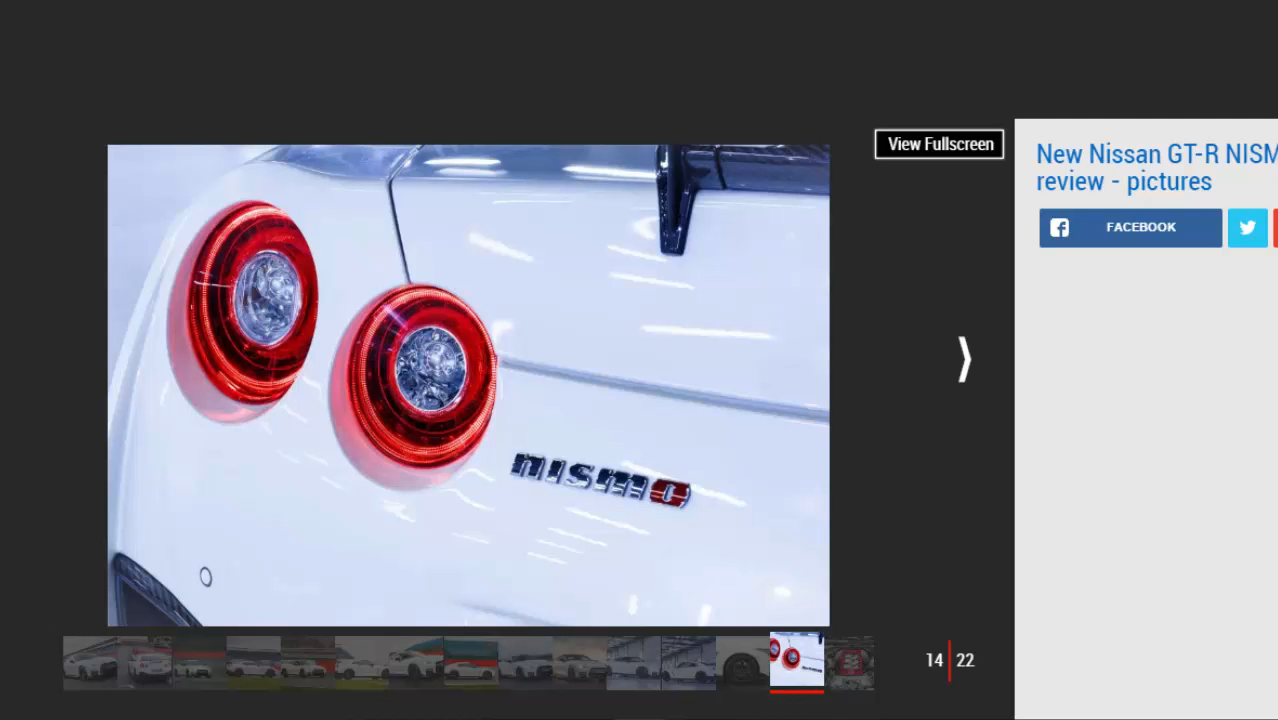 View Fullscreen
New Nissan GT-R NISM
review - pictures
FACEBOOK
nismo
14 22